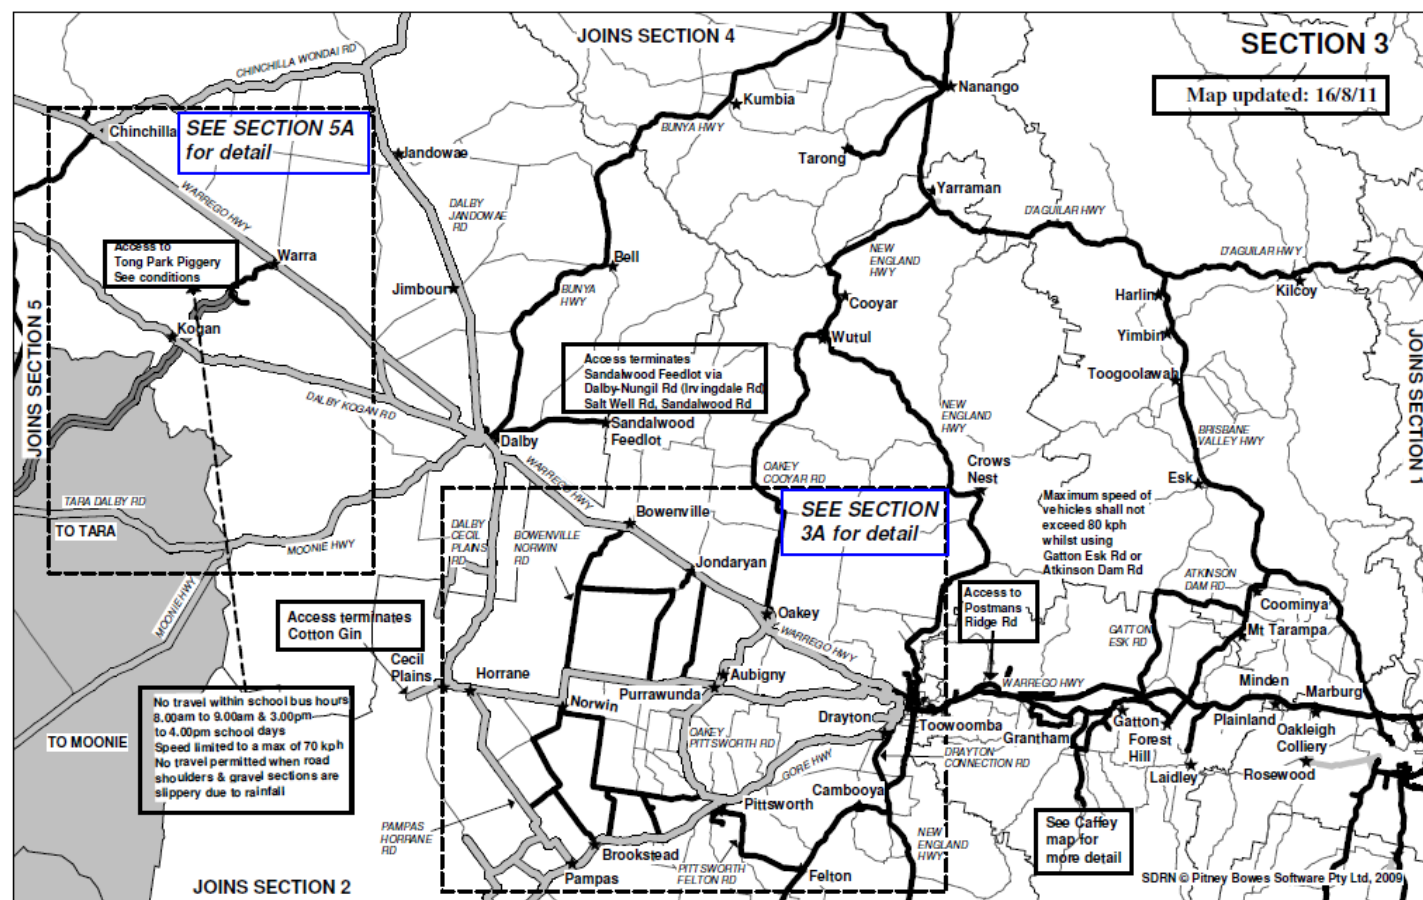 JOINS SECTION 4
SECTION 3
Map updated: 16/8/11
CHINCHILLA WONDAI RD
Nanango
Kumbia
BUNYA HWY
Chinchilla
SEE SECTION 5A
for detail
Jandowae
Tarong
Yarraman
WARREGO HWY
DALBY
JANDOWAE
RD
D'AGUILAR HWY
D'AGUILAR HWY
Access to
Tong Park Piggery
See conditions
Warra
Bell
NEW
ENGLAND
HWY
Jimbour
BUNYA
HWY
Cooyar
Harlin
Kilcoy
JOINS SECTION 5
Kogan
Wutul
Yimbin
JOINS SECTION 1
Access terminates
Sandalwood Feedlot via
Dalby-Nungil Rd (Irvingdale Rd)
Salt Well Rd, Sandalwood Rd
Toogoolawah
DALBY KOGAN RD
NEW
ENGLAND
HWY
Sandalwood
Feedlot
Dalby
BRISBANE
VALLEY HWY
WARREGO HWY
OAKEY
COOYAR RD
Crows
Nest
Esk
TARA DALBY RD
TO TARA
SEE SECTION
3A for detail
Maximum speed of
vehicles shall not
exceed 80 kph
whilst using
Gatton Esk Rd or
Atkinson Dam Rd
Bowenville
DALBY
CECIL
PLAINS
RD
BOWENVILLE
NORWIN
RD
MOONIE HWY
Jondaryan
ATKINSON
DAM RD
MOONIE HWY
Access to
Postmans
Ridge Rd
Coominya
Access terminates
Cotton Gin
Oakey
GATTON
ESK RD
Mt Tarampa
WARREGO HWY
Cecil
Plains
Horrane
Aubigny
WARREGO HWY
Minden
Purrawunda
Marburg
No travel within school bus hours
8.00am to 9.00am & 3.00pm
to 4.00pm school days
Speed limited to a max of 70 kph
No travel permitted when road
shoulders & gravel sections are
slippery due to rainfall
Norwin
Drayton
Toowoomba
Grantham
Gatton
Forest
Hill
Plainland
Oakleigh
Colliery
TO MOONIE
OAKEY
PITTSWORTH RD
GORE HWY
DRAYTON
CONNECTION RD
Laidley
Rosewood
Cambooya
Pittsworth
PAMPAS
HORRANE
RD
NEW
ENGLAND
HWY
See Caffey
map for
more detail
Brookstead
PITTSWORTH
FELTON RD
Felton
Pampas
JOINS SECTION 2
SDRN © Pitney Bowes Software Pty Ltd, 2009